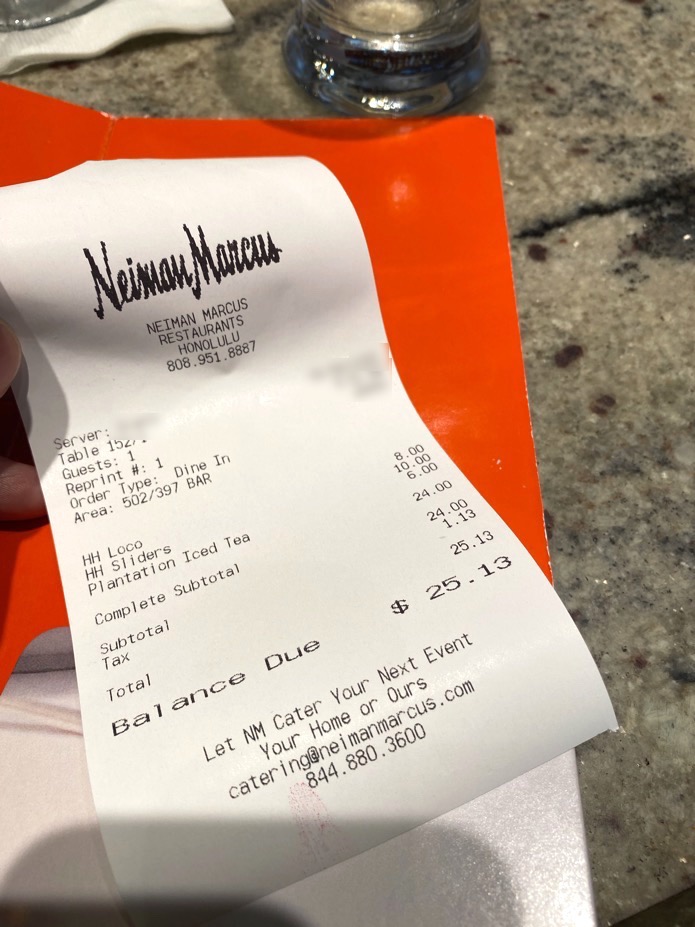 Neiman Marcus
NEIMAN MARCUS
RESTAURANTS
HONOLULU
808.951.8887
Server:
Table 152/.
Guests: 1
Reprint #: 1
Order Type: Dine In
Area: 502/397 BAR
HH Loco 8.00
HH Sliders 10.00
Plantation Iced Tea 6.00
Complete Subtotal 24.00
Subtotal 24.00
Tax 1.13
Total 25.13
Balance Due $ 25.13
Let NM Cater Your Next Event
Your Home or Ours
catering@neimanmarcus.com
844.880.3600